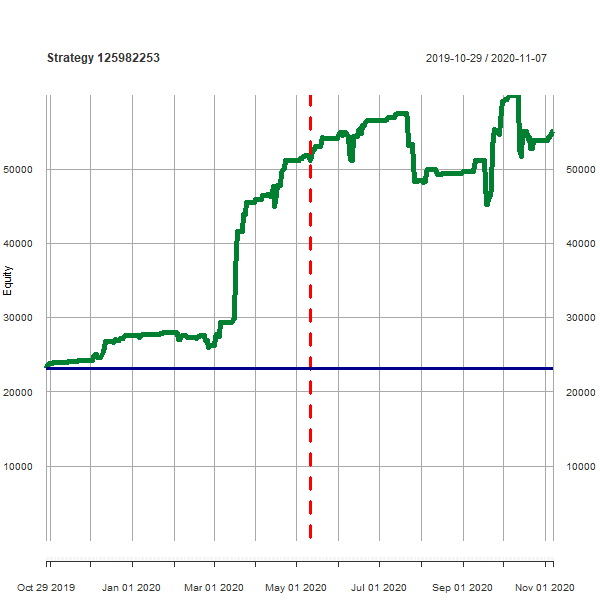 Strategy 125982253
2019-10-29 / 2020-11-07
50000
50000
40000
40000
Equity
30000
30000
20000
20000
10000
10000
Oct 29 2019
Jan 01 2020
Mar 01 2020
May 01 2020
Jul 01 2020
Sep 01 2020
Nov 01 2020